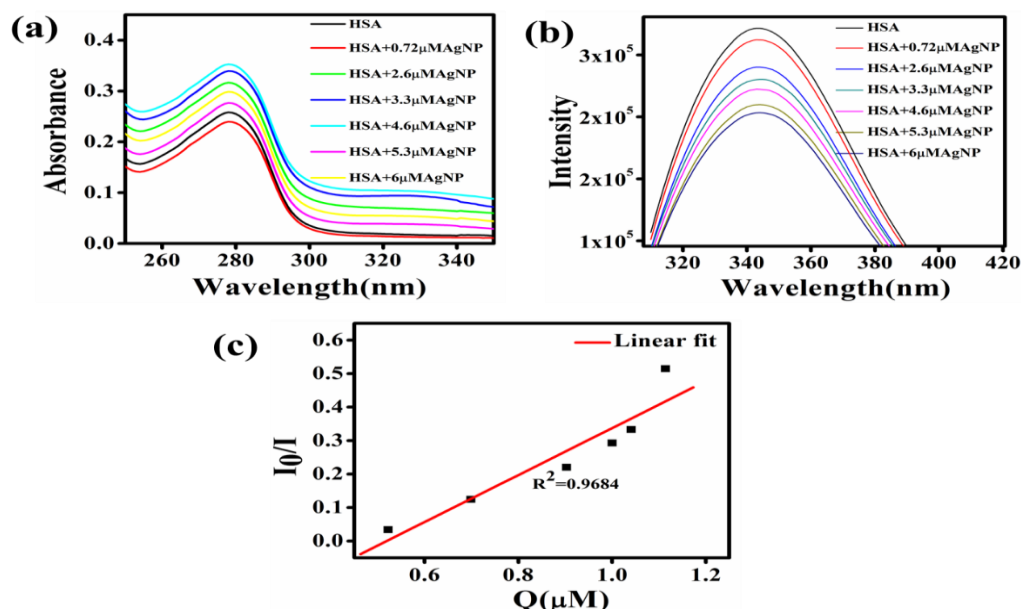 (a)
HSA
HSA+0.72μMAgNP
HSA+2.6μMAgNP
HSA+3.3μMAgNP
HSA+4.6μMAgNP
HSA+5.3μMAgNP
HSA+6μMAgNP
Absorbance
0.4
0.3
0.2
0.1
0.0
260 280 300 320 340
Wavelength(nm)
(b)
HSA
HSA+0.72μMAgNP
HSA+2.6μMAgNP
HSA+3.3μMAgNP
HSA+4.6μMAgNP
HSA+5.3μMAgNP
HSA+6μMAgNP
Intensity
3x10⁵
2x10⁵
2x10⁵
1x10⁵
320 340 360 380 400 420
Wavelength(nm)
(c)
Linear fit
I₀/I
0.6
0.5
0.4
0.3
0.2
0.1
0.0
R²=0.9684
0.6 0.8 1.0 1.2
Q(μM)